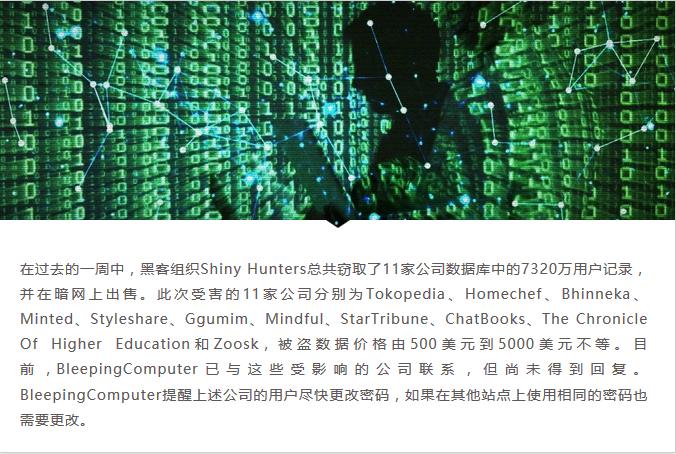 在过去的一周中，黑客组织Shiny Hunters总共窃取了11家公司数据库中的7320万用户记录，
并在暗网上出售。此次受害的11家公司分别为Tokopedia、Homechef、Bhinneka、
Minted、Styleshare、Ggumim、Mindful、StarTribune、ChatBooks、The Chronicle
Of Higher Education和Zoosk，被盗数据价格由500美元到5000美元不等。目
前，BleepingComputer已与这些受影响的公司联系，但尚未得到回复。
BleepingComputer提醒上述公司的用户尽快更改密码，如果在其他站点上使用相同的密码也
需要更改。